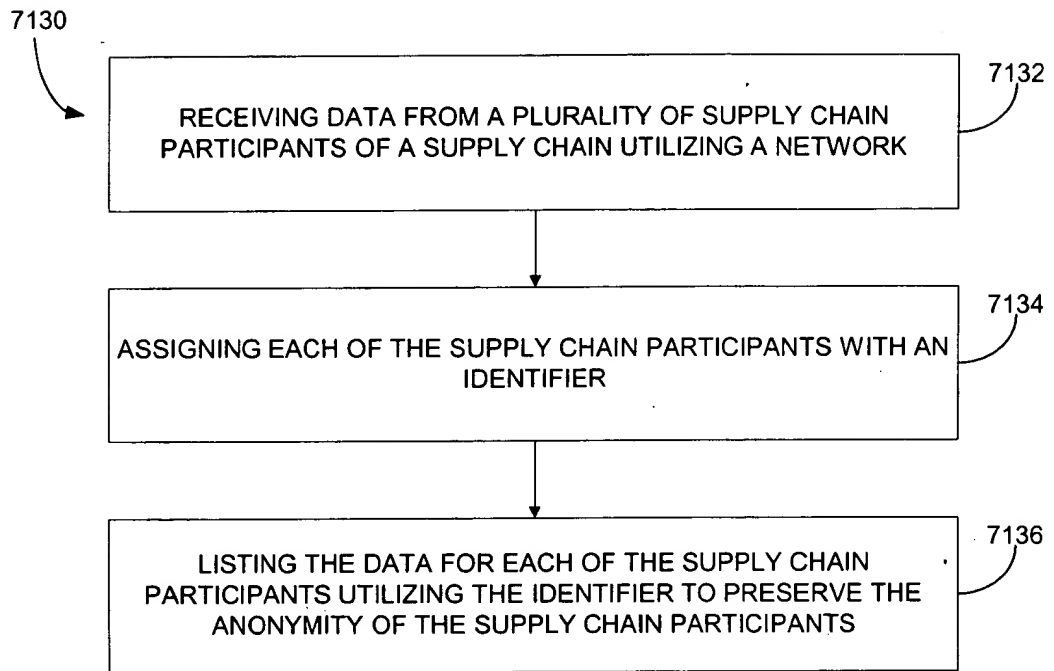 7130
7132
RECEIVING DATA FROM A PLURALITY OF SUPPLY CHAIN
PARTICIPANTS OF A SUPPLY CHAIN UTILIZING A NETWORK
7134
ASSIGNING EACH OF THE SUPPLY CHAIN PARTICIPANTS WITH AN
IDENTIFIER
7136
LISTING THE DATA FOR EACH OF THE SUPPLY CHAIN
PARTICIPANTS UTILIZING THE IDENTIFIER TO PRESERVE THE
ANONYMITY OF THE SUPPLY CHAIN PARTICIPANTS